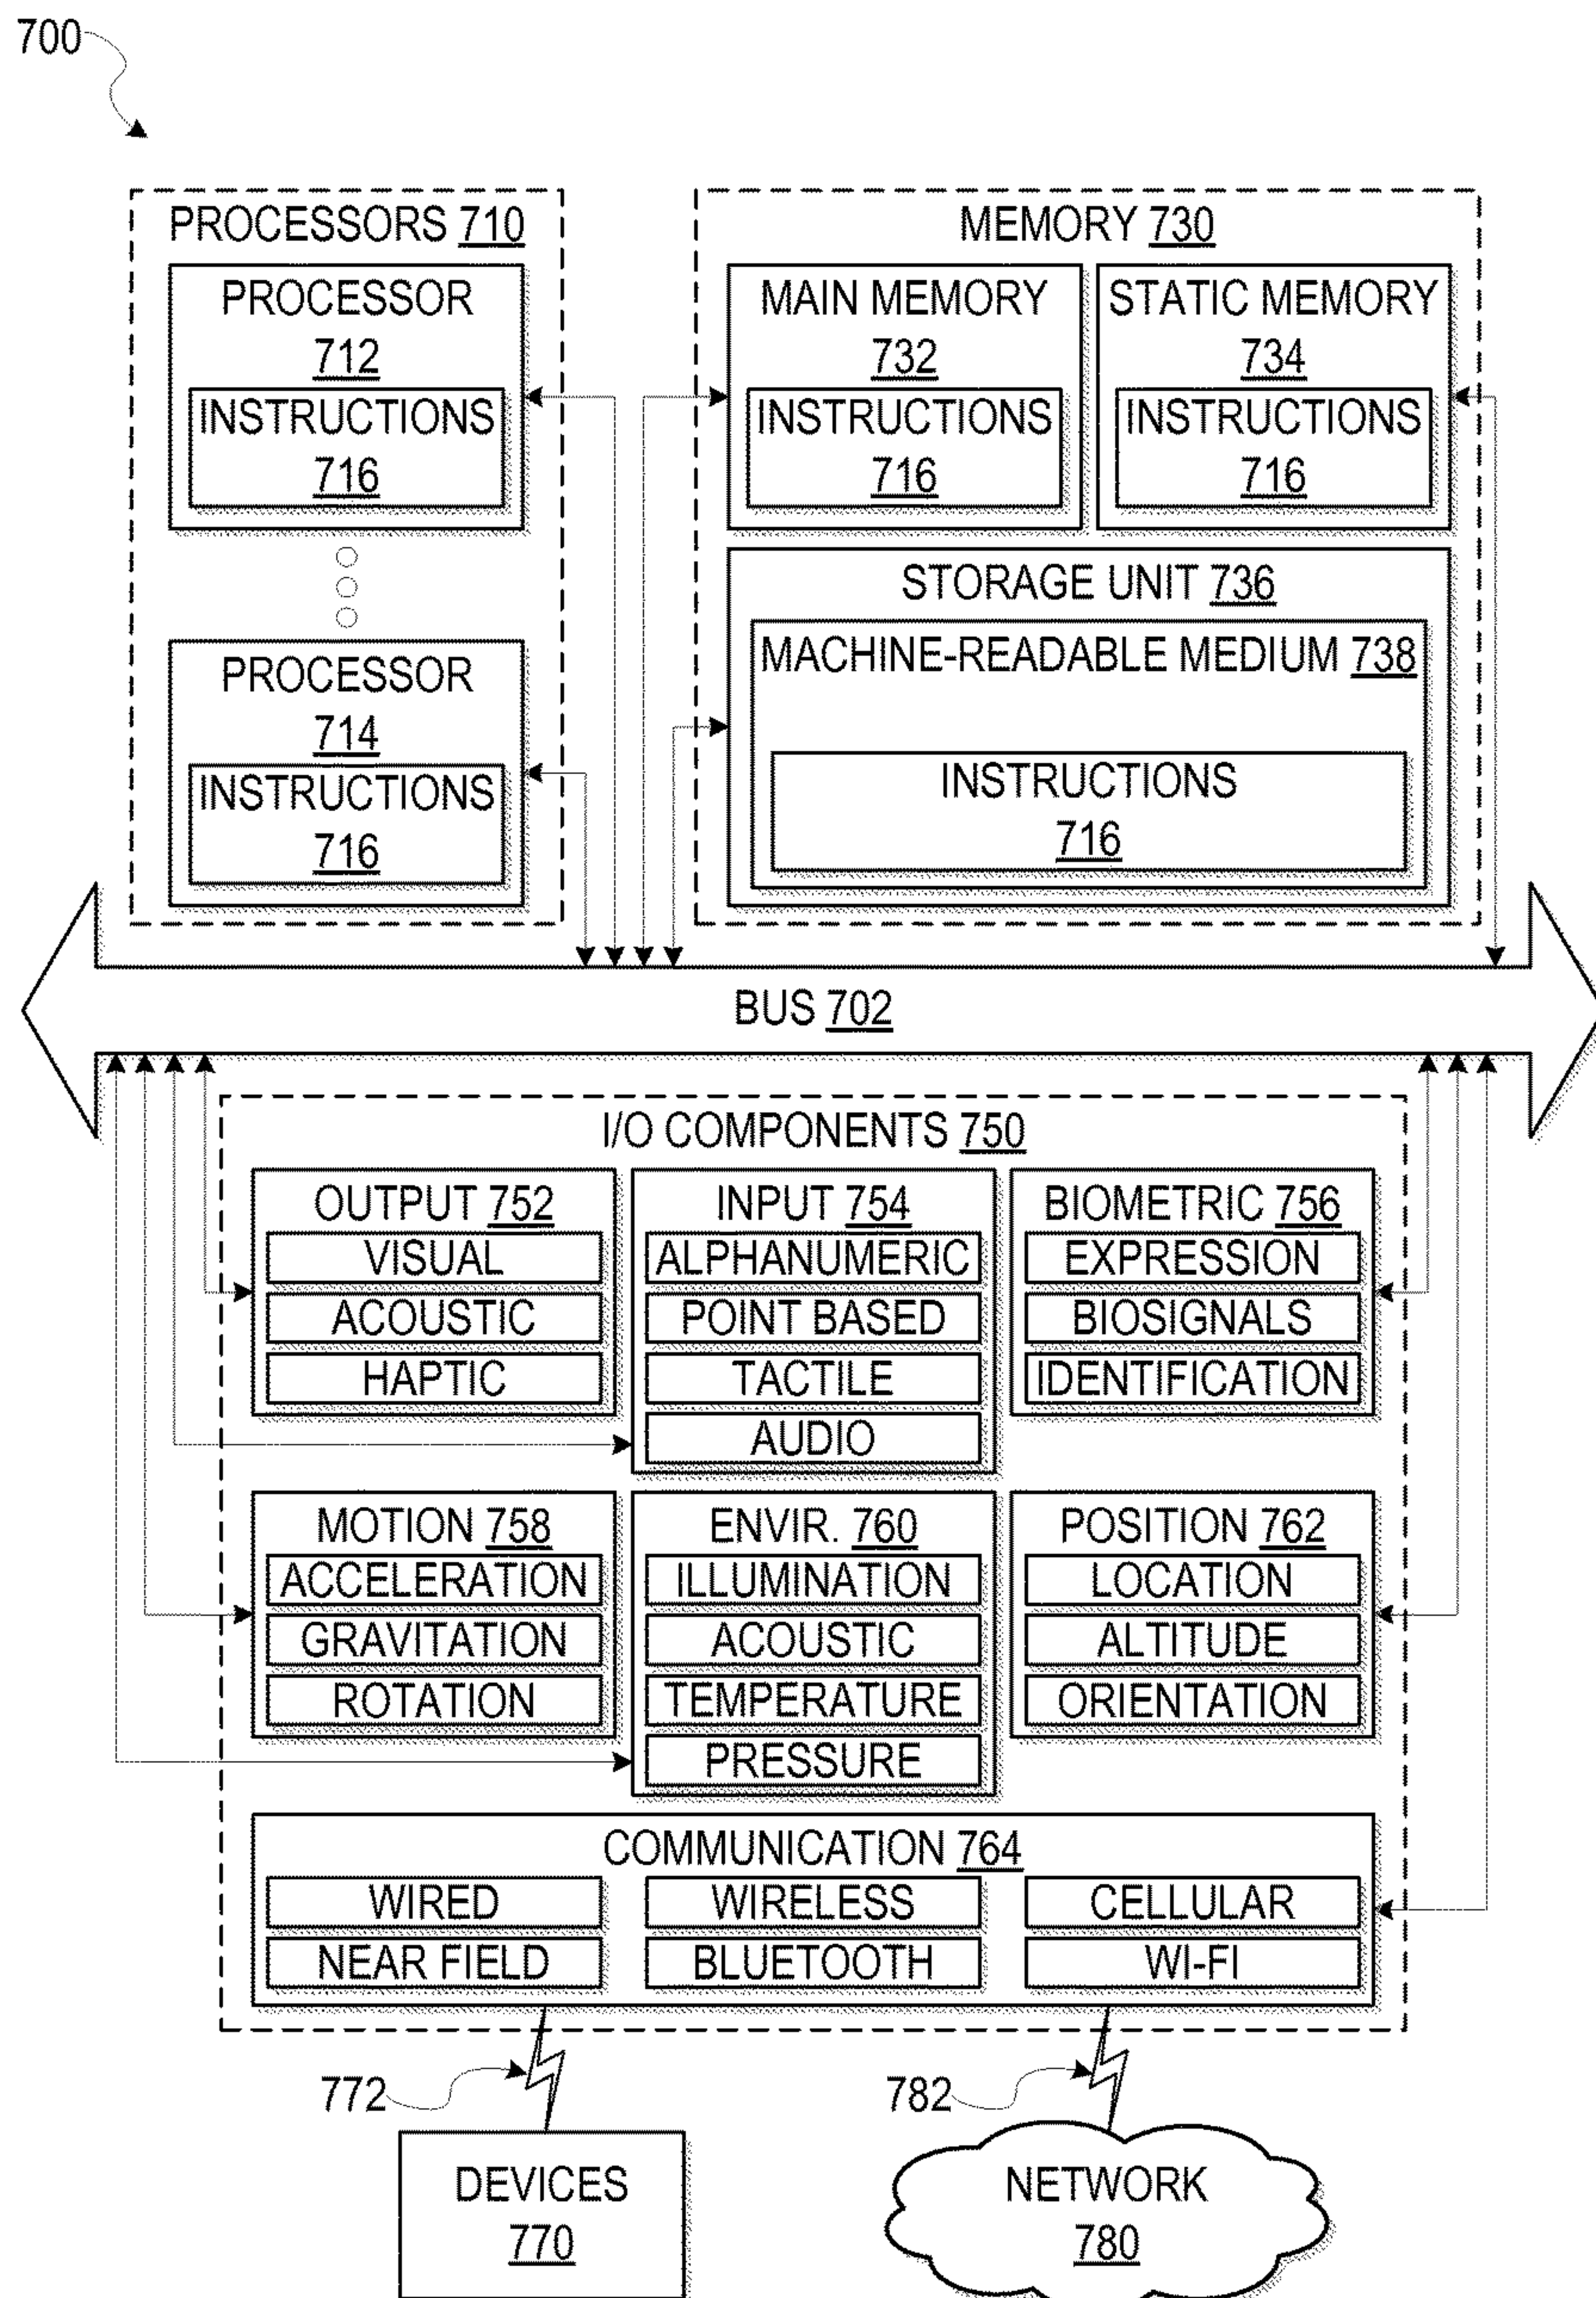 700
PROCESSORS 710
PROCESSOR
712
INSTRUCTIONS
716
PROCESSOR
714
INSTRUCTIONS
716
MEMORY 730
MAIN MEMORY
732
INSTRUCTIONS
716
STATIC MEMORY
734
INSTRUCTIONS
716
STORAGE UNIT 736
MACHINE-READABLE MEDIUM 738
INSTRUCTIONS
716
BUS 702
I/O COMPONENTS 750
OUTPUT 752
VISUAL
ACOUSTIC
HAPTIC
INPUT 754
ALPHANUMERIC
POINT BASED
TACTILE
AUDIO
BIOMETRIC 756
EXPRESSION
BIOSIGNALS
IDENTIFICATION
MOTION 758
ACCELERATION
GRAVITATION
ROTATION
ENVIR. 760
ILLUMINATION
ACOUSTIC
TEMPERATURE
PRESSURE
POSITION 762
LOCATION
ALTITUDE
ORIENTATION
COMMUNICATION 764
WIRED
WIRELESS
CELLULAR
NEAR FIELD
BLUETOOTH
WI-FI
772
782
DEVICES
770
NETWORK
780